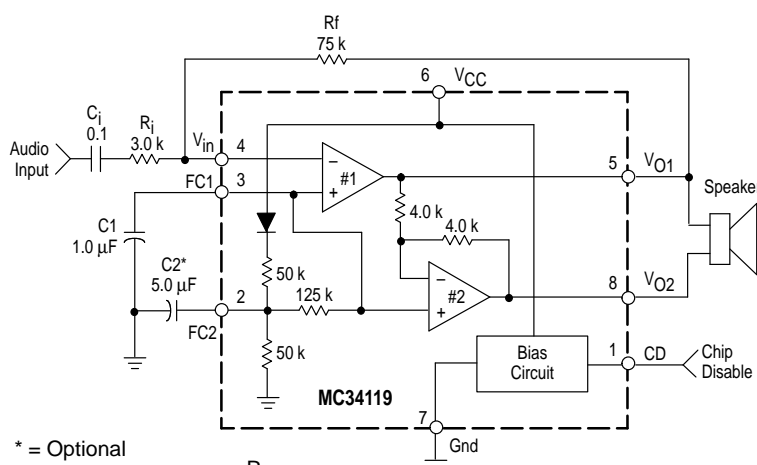 Rf
75 k
6
VCC
Ci
0.1
Ri
3.0 k
Vin
4
Audio
Input
−
#1
+
5
VO1
FC1
3
Speaker
4.0 k
4.0 k
C1
1.0 µF
C2*
5.0 µF
50 k
−
#2
+
8
VO2
2
125 k
FC2
50 k
Bias
Circuit
1
CD
Chip
Disable
MC34119
7
Gnd
* = Optional